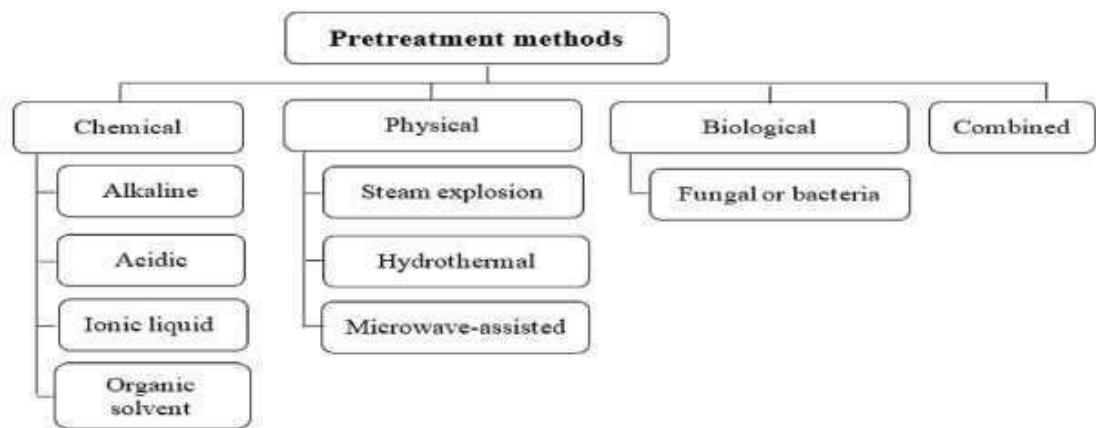 Pretreatment methods
Chemical
Physical
Biological
Combined
Alkaline
Steam explosion
Fungal or bacteria
Acidic
Hydrothermal
Ionic liquid
Microwave-assisted
Organic
solvent